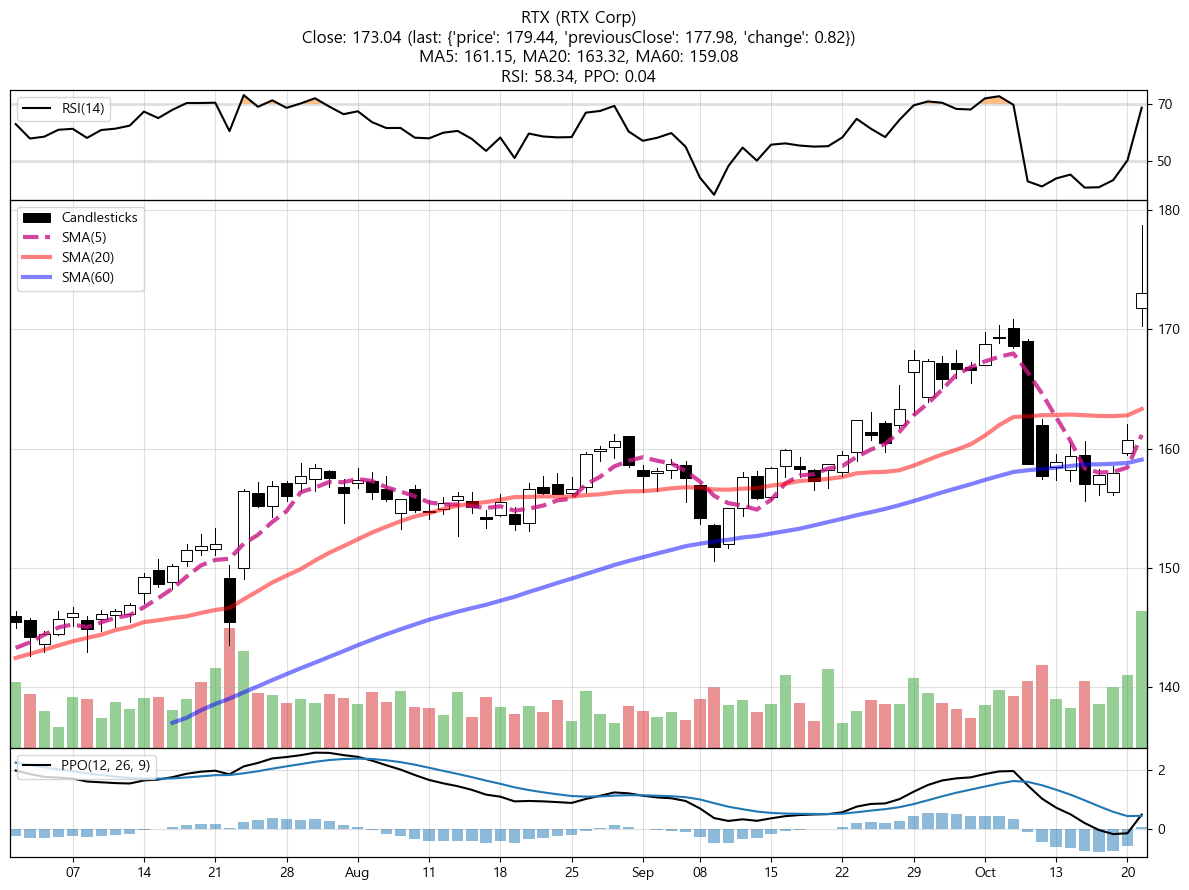 RTX (RTX Corp)
Close: 173.04 (last: {'price': 179.44, 'previousClose': 177.98, 'change': 0.82})
MA5: 161.15, MA20: 163.32, MA60: 159.08
RSI: 58.34, PPO: 0.04
RSI(14)
70
50
Candlesticks
SMA(5)
SMA(20)
SMA(60)
180
170
160
150
140
PPO(12, 26, 9)
2
0
07 14 21 28 Aug 11 18 25 Sep 08 15 22 29 Oct 13 20